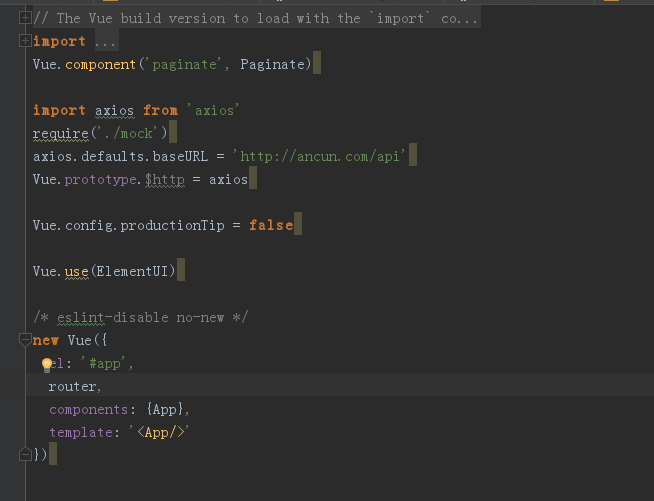 // The Vue build version to load with the `import` co...
import ...
Vue.component('paginate', Paginate)
import axios from 'axios'
require('./mock')
axios.defaults.baseURL = 'http://ancun.com/api'
Vue.prototype.$http = axios
Vue.config.productionTip = false
Vue.use(ElementUI)
/* eslint-disable no-new */
new Vue({
el: '#app',
router,
components: {App},
template: '<App/>'
})